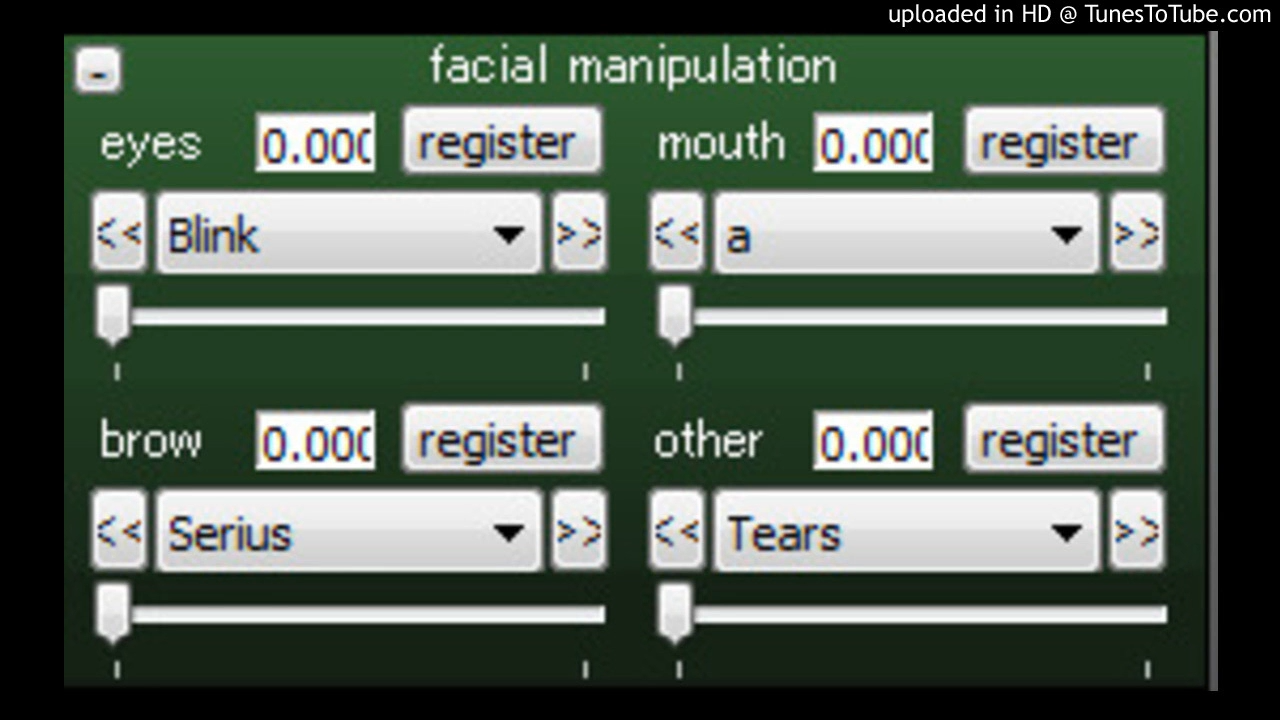 uploaded in HD @ TunesToTube.com
- facial manipulation
eyes 0.000 register mouth 0.000 register
<< Blink >> << a >>
brow 0.000 register other 0.000 register
<< Serius >> << Tears >>